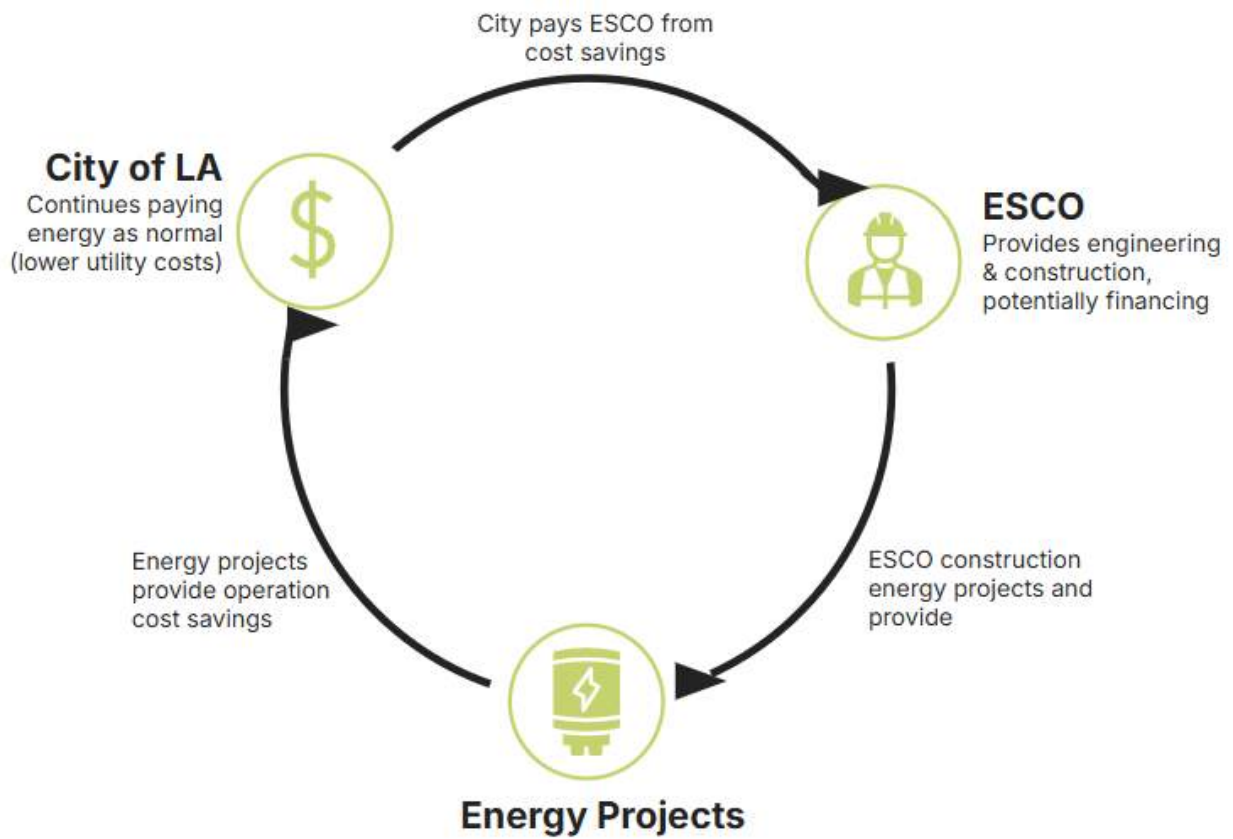 City pays ESCO from
cost savings
City of LA
Continues paying
energy as normal
(lower utility costs)
ESCO
Provides engineering
& construction,
potentially financing
Energy projects
provide operation
cost savings
ESCO construction
energy projects and
provide
Energy Projects